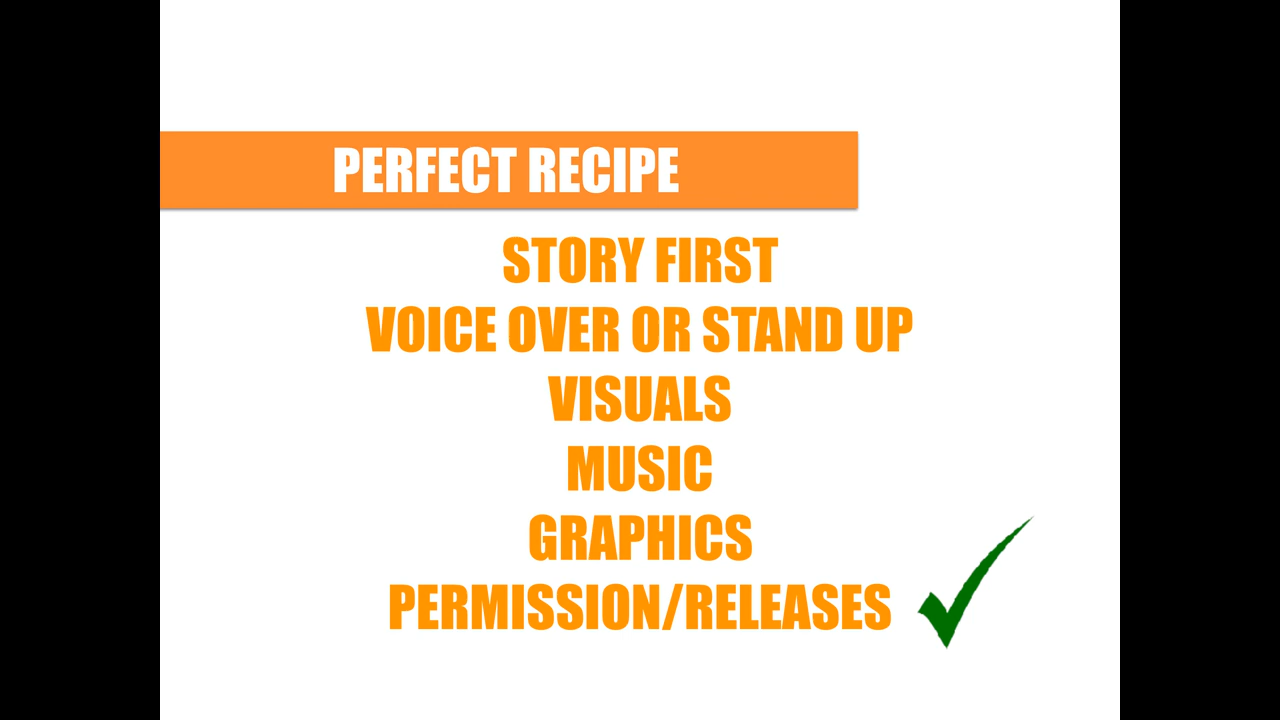 PERFECT RECIPE
STORY FIRST
VOICE OVER OR STAND UP
VISUALS
MUSIC
GRAPHICS
PERMISSION/RELEASES